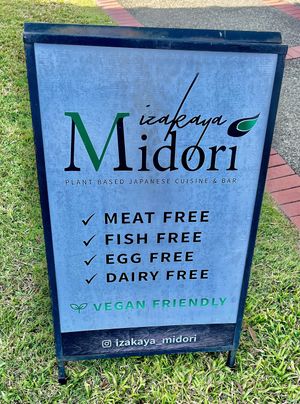 izakaya
Midori
PLANT BASED JAPANESE CUISINE & BAR
✓ MEAT FREE
✓ FISH FREE
✓ EGG FREE
✓ DAIRY FREE
VEGAN FRIENDLY
izakaya_midori